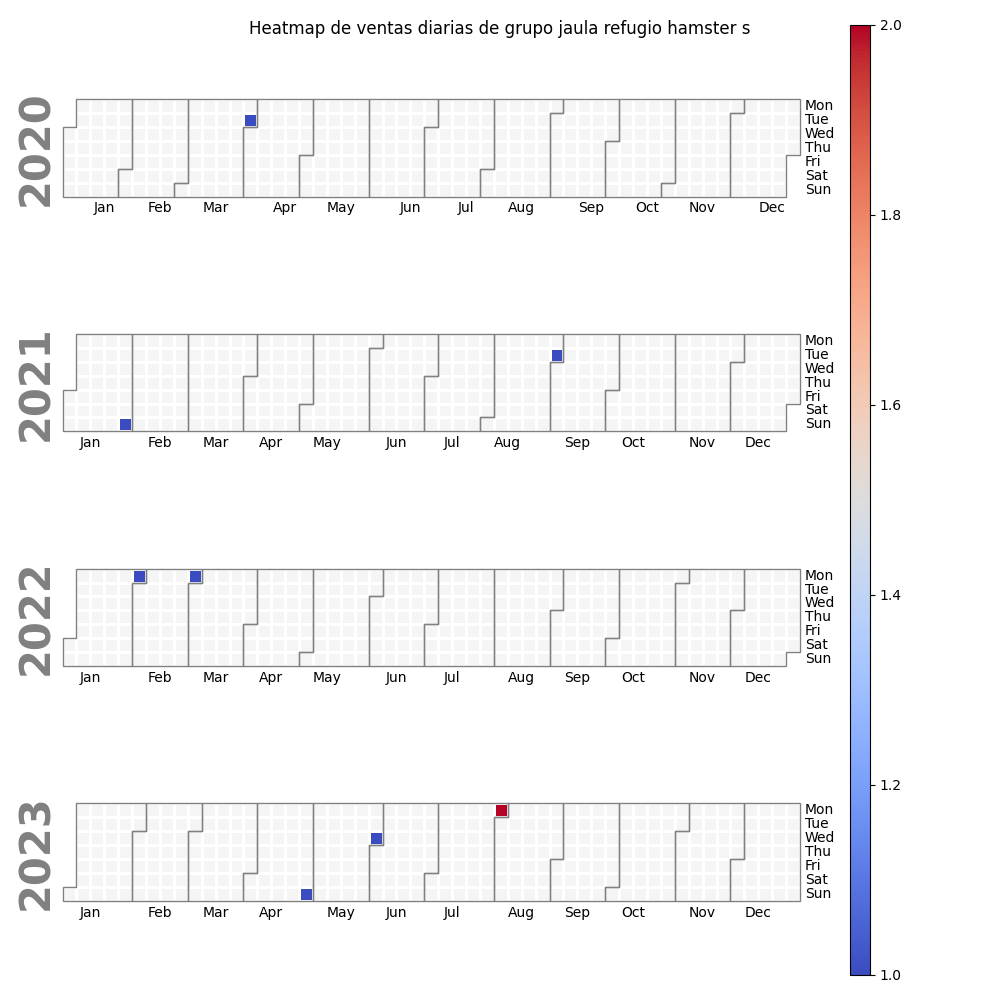 Heatmap de ventas diarias de grupo jaula refugio hamster s
2020
Mon
Tue
Wed
Thu
Fri
Sat
Sun
Jan Feb Mar Apr May Jun Jul Aug Sep Oct Nov Dec
2021
Mon
Tue
Wed
Thu
Fri
Sat
Sun
Jan Feb Mar Apr May Jun Jul Aug Sep Oct Nov Dec
2022
Mon
Tue
Wed
Thu
Fri
Sat
Sun
Jan Feb Mar Apr May Jun Jul Aug Sep Oct Nov Dec
2023
Mon
Tue
Wed
Thu
Fri
Sat
Sun
Jan Feb Mar Apr May Jun Jul Aug Sep Oct Nov Dec
2.0
1.8
1.6
1.4
1.2
1.0